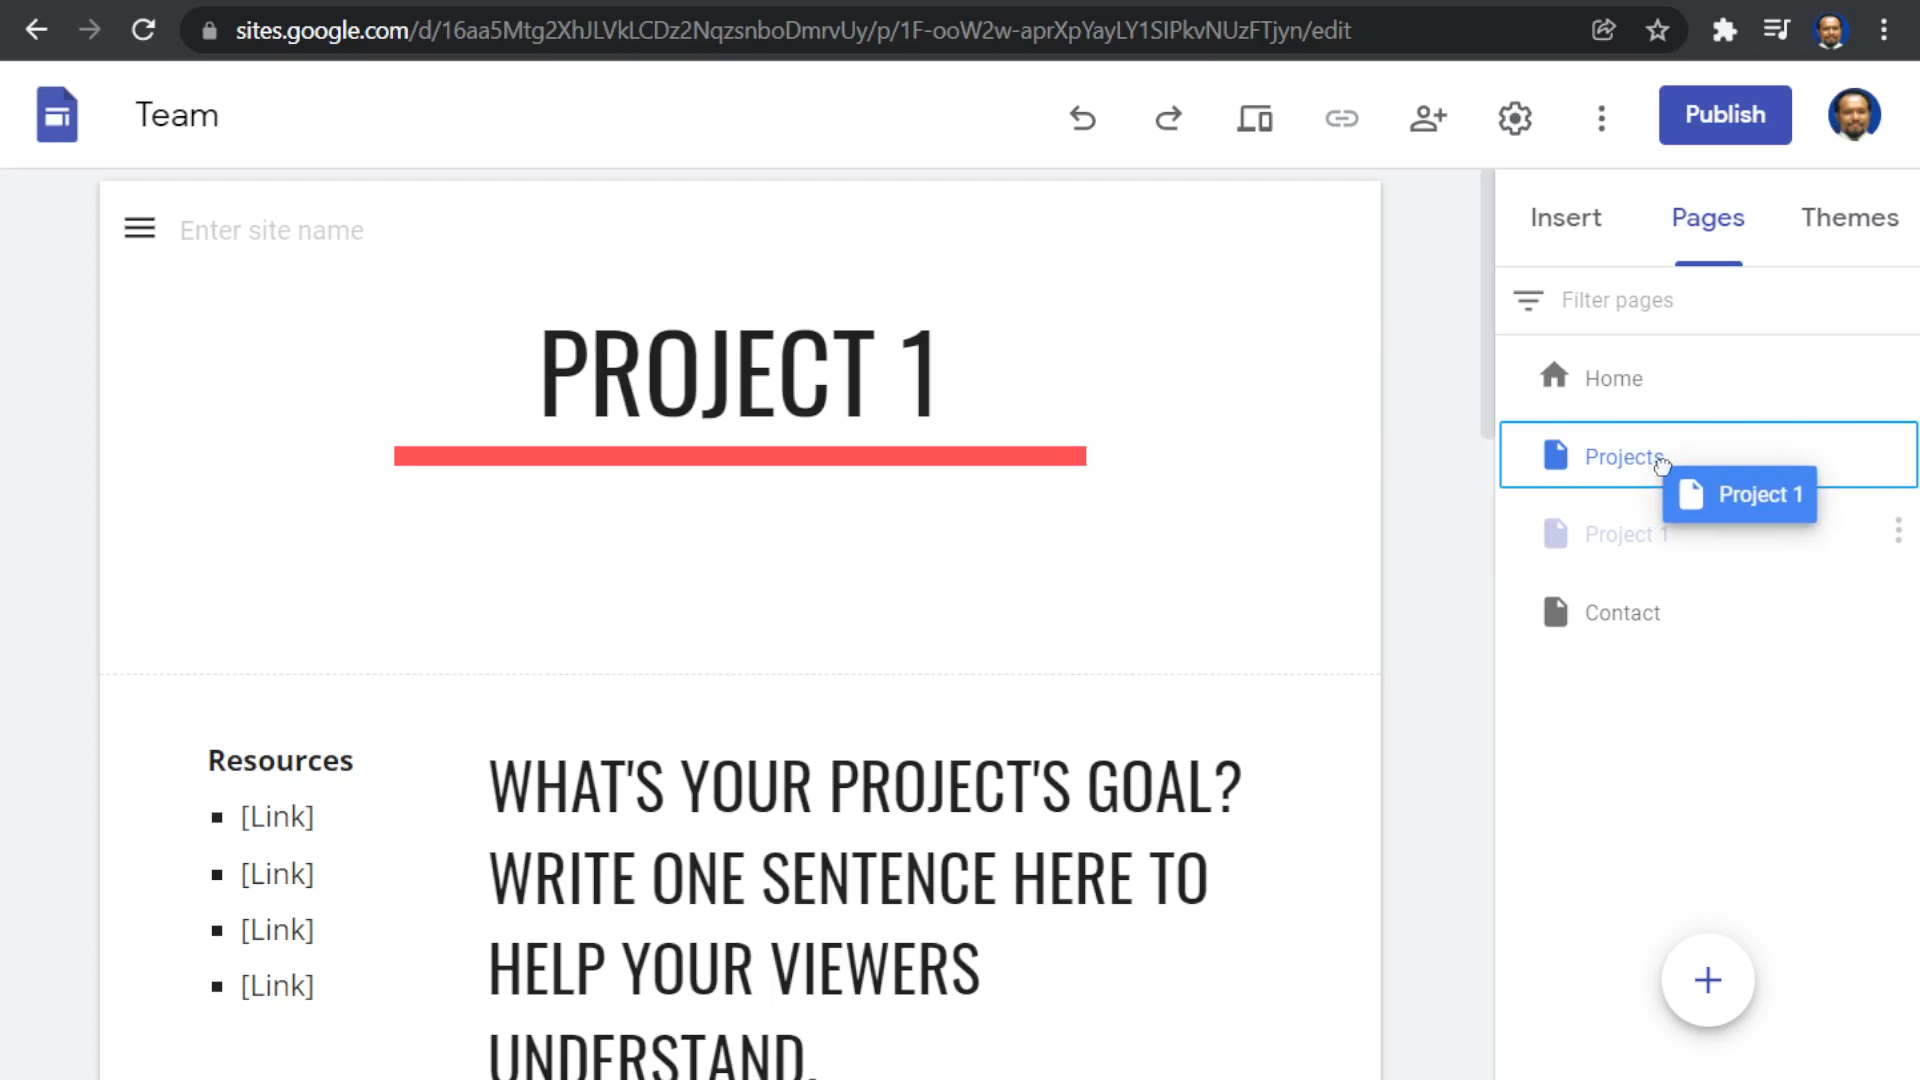 sites.google.com/d/16aa5Mtg2XhJLVkLCDz2NqzsnboDmrvUy/p/1F-ooW2w-aprXpYayLY1SIPkvNUzFTjyn/edit
Team
Publish
Enter site name
Insert Pages Themes
Filter pages
PROJECT 1
Home
Projects
Project 1
Project 1
Contact
Resources
[Link]
[Link]
[Link]
[Link]
WHAT'S YOUR PROJECT'S GOAL?
WRITE ONE SENTENCE HERE TO
HELP YOUR VIEWERS
UNDERSTAND.